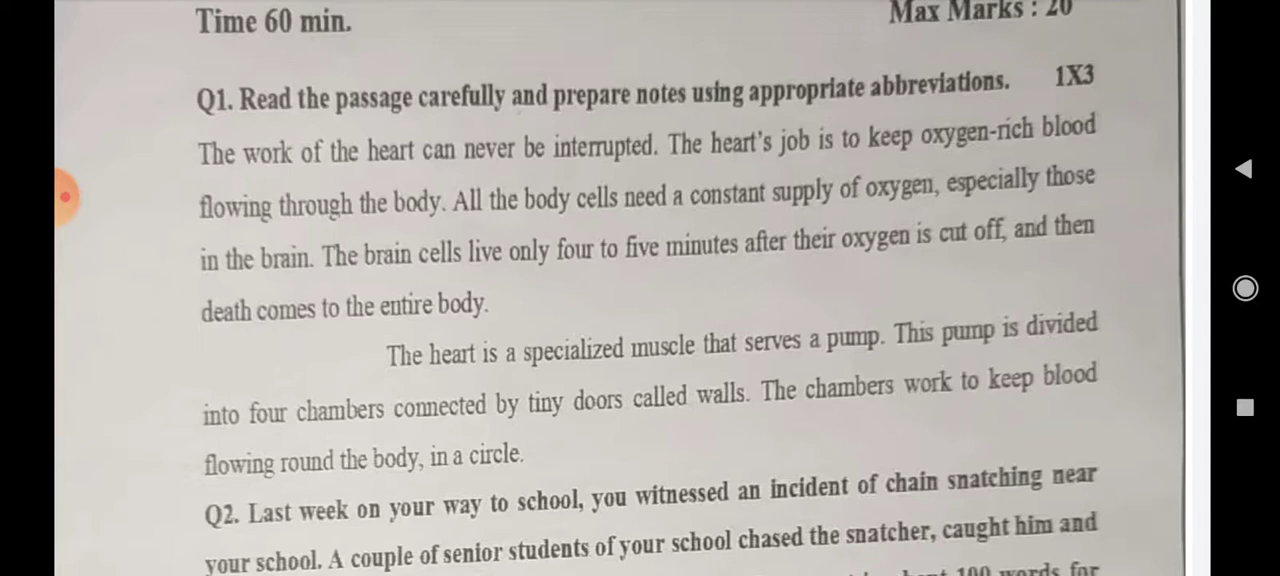 Time 60 min.
Max Marks : 20
Q1. Read the passage carefully and prepare notes using appropriate abbreviations. 1X3
The work of the heart can never be interrupted. The heart's job is to keep oxygen-rich blood
flowing through the body. All the body cells need a constant supply of oxygen, especially those
in the brain. The brain cells live only four to five minutes after their oxygen is cut off, and then
death comes to the entire body.
The heart is a specialized muscle that serves a pump. This pump is divided
into four chambers connected by tiny doors called walls. The chambers work to keep blood
flowing round the body, in a circle.
Q2. Last week on your way to school, you witnessed an incident of chain snatching near
your school. A couple of senior students of your school chased the snatcher, caught him and
100 words for